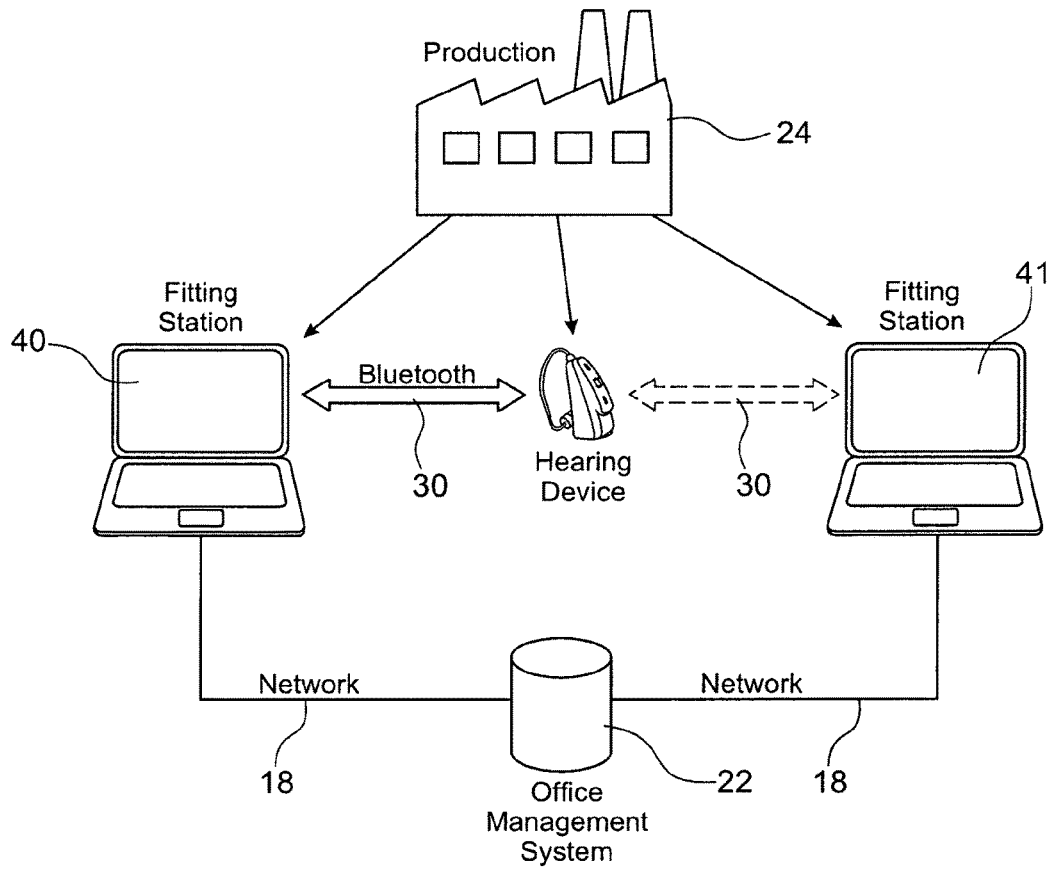 Production
24
Fitting
Station
40
Fitting
Station
41
Bluetooth
30
Hearing
Device
30
Network
18
Network
18
22
Office
Management
System